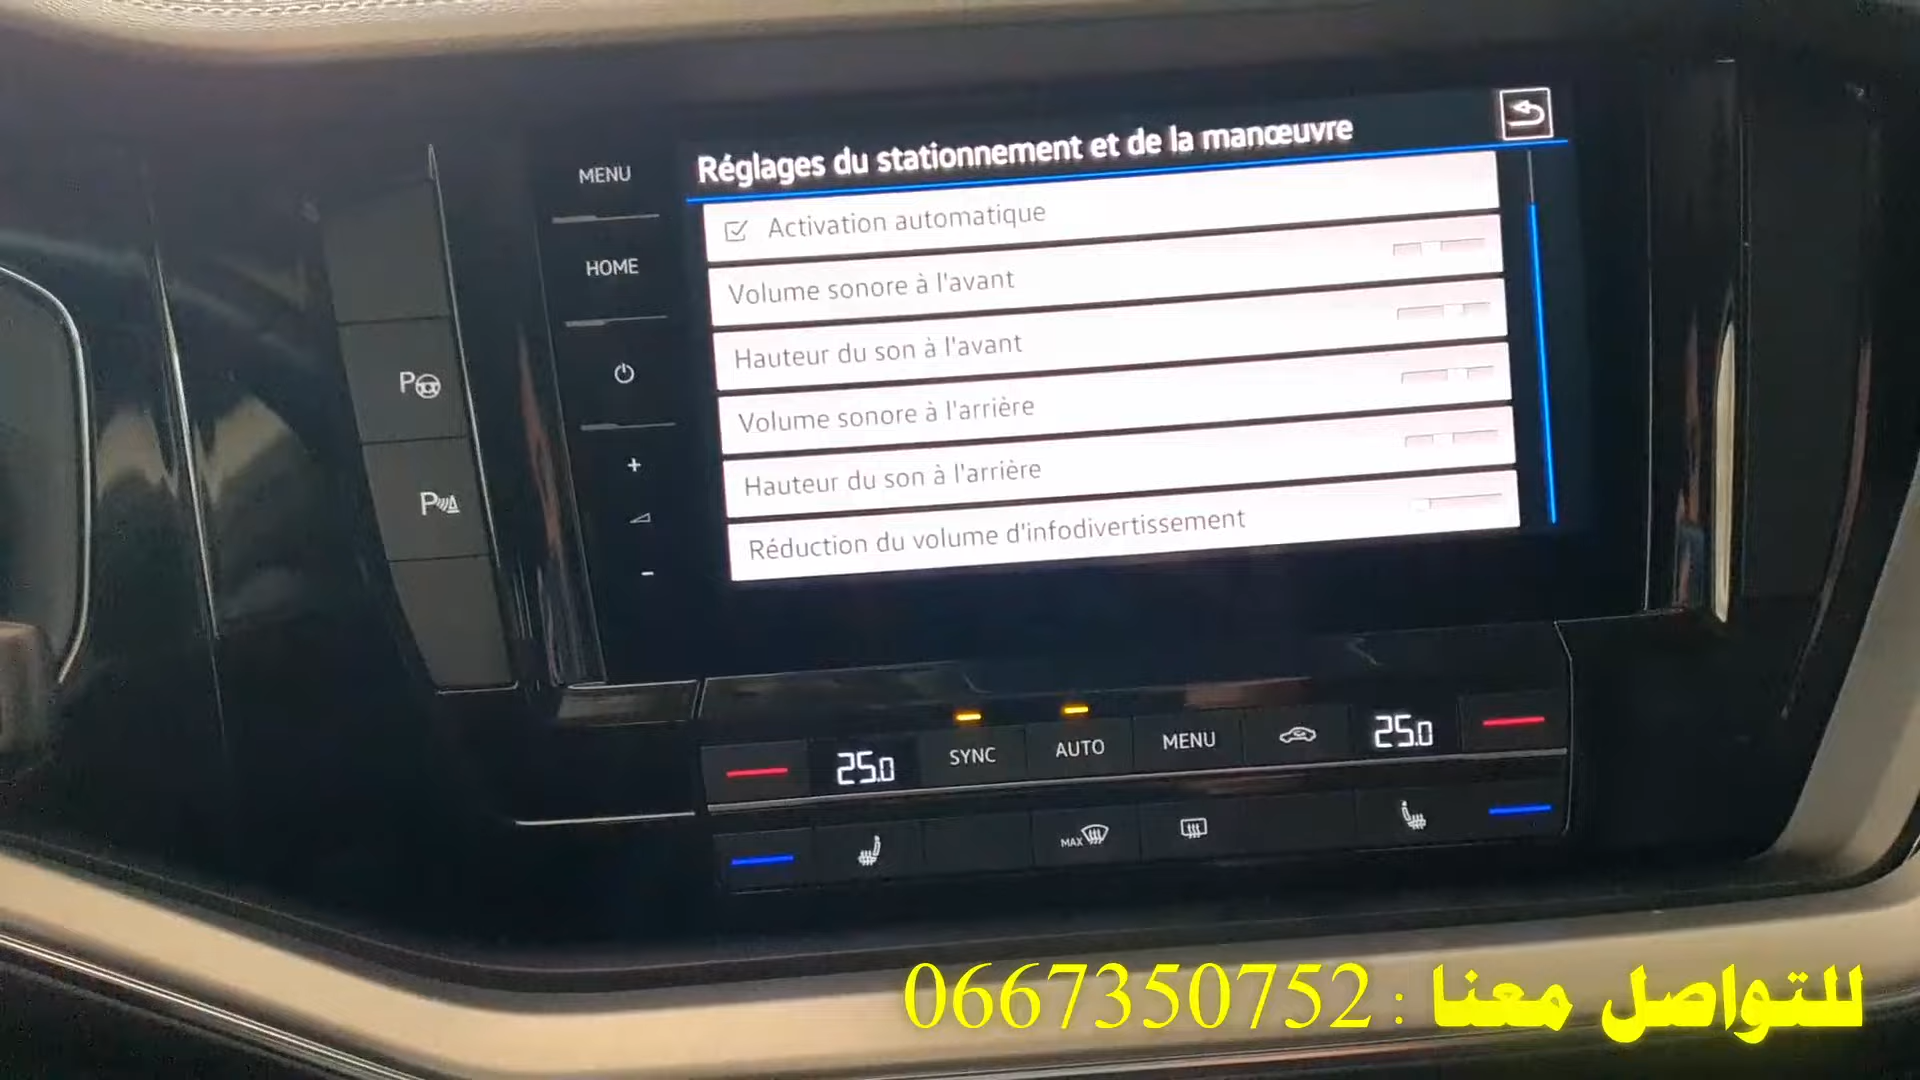 MENU
HOME
+
-
P
P
Réglages du stationnement et de la manœuvre
Activation automatique
Volume sonore à l'avant
Hauteur du son à l'avant
Volume sonore à l'arrière
Hauteur du son à l'arrière
Réduction du volume d'infodivertissement
25.0 SYNC AUTO MENU 25.0
MAX
للتواصل معنا : 0667350752